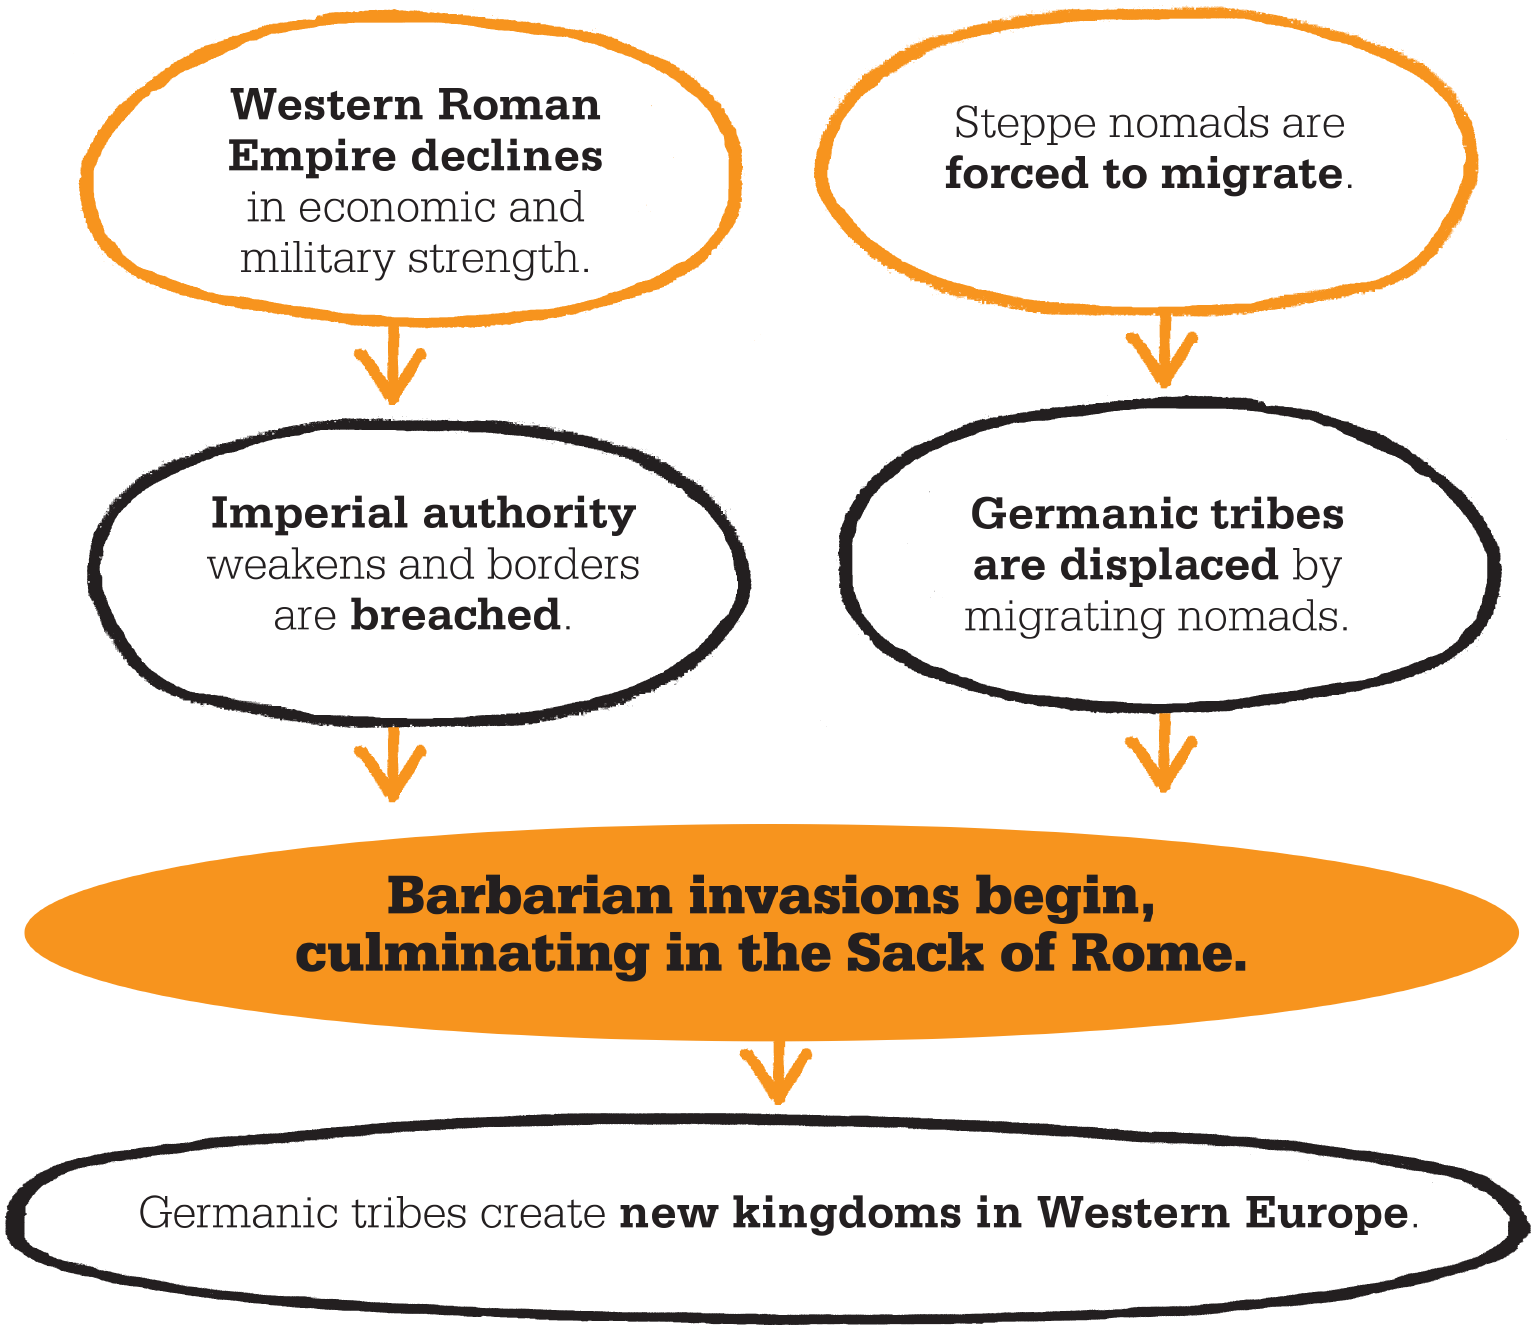 Western Roman
Empire declines
in economic and
military strength.
Steppe nomads are
forced to migrate.
Imperial authority
weakens and borders
are breached.
Germanic tribes
are displaced by
migrating nomads.
Barbarian invasions begin,
culminating in the Sack of Rome.
Germanic tribes create new kingdoms in Western Europe.